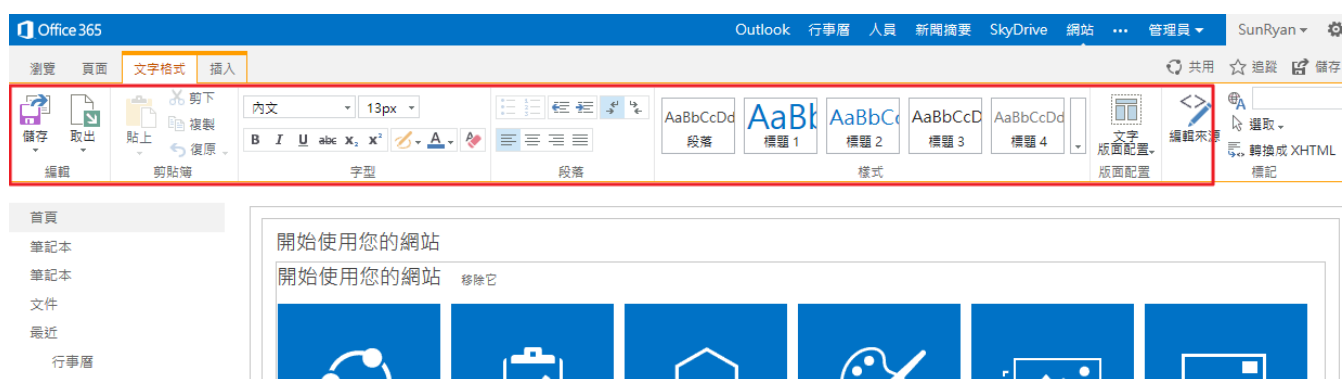 Office 365 Outlook 行事曆 人員 新聞摘要 SkyDrive 網站 ••• 管理員 SunRyan
瀏覽 頁面 文字格式 插入 共用 追蹤 儲存
儲存 取出 貼上 剪下 複製 復原
內文 13px
B I U abc X₂ X²
A
AaBbCcDd 段落
AaBb 標題 1
AaBbCc 標題 2
AaBbCcD 標題 3
AaBbCcDd 標題 4
文字
版面配置
編輯來源
選取
轉換成 XHTML
編輯 剪貼簿 字型 段落 樣式 版面配置 標記
首頁
筆記本
筆記本
文件
最近
行事曆
開始使用您的網站
開始使用您的網站 移除它